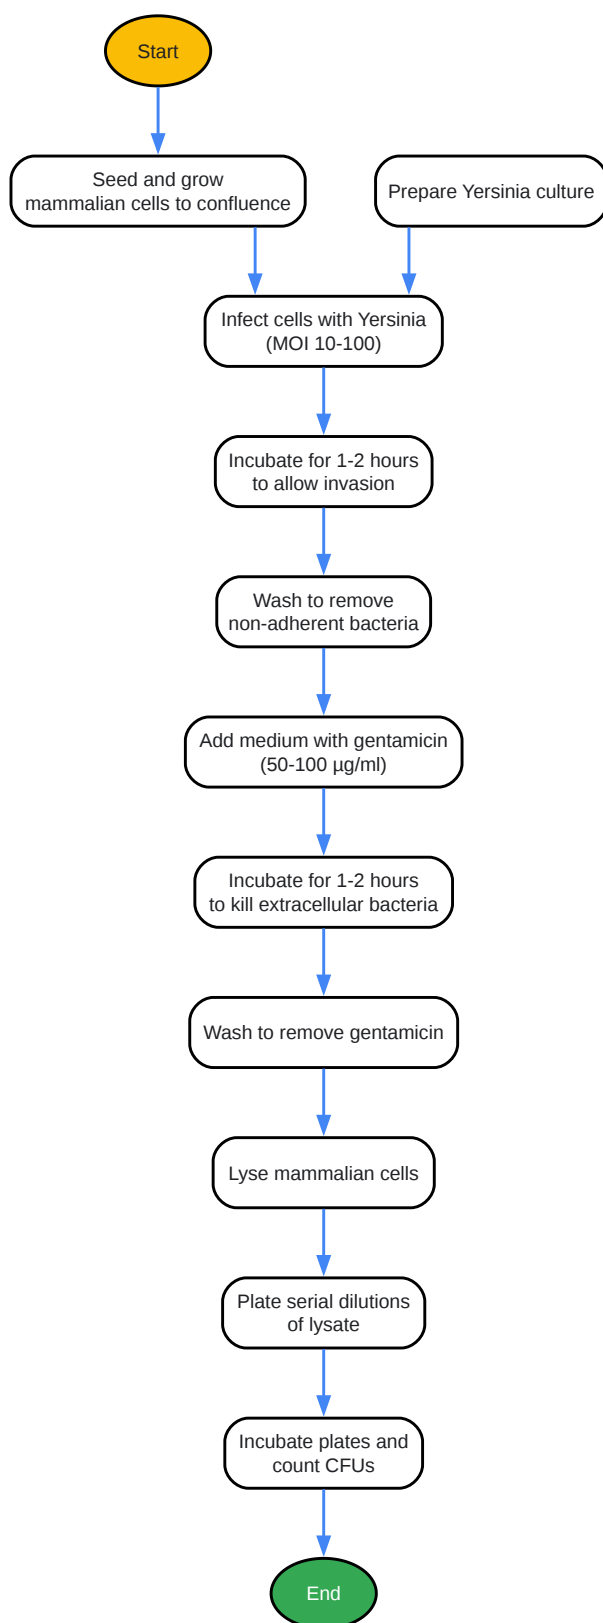 Start
Seed and grow
mammalian cells to confluence
Prepare Yersinia culture
Infect cells with Yersinia
(MOI 10-100)
Incubate for 1-2 hours
to allow invasion
Wash to remove
non-adherent bacteria
Add medium with gentamicin
(50-100 µg/ml)
Incubate for 1-2 hours
to kill extracellular bacteria
Wash to remove gentamicin
Lyse mammalian cells
Plate serial dilutions
of lysate
Incubate plates and
count CFUs
End